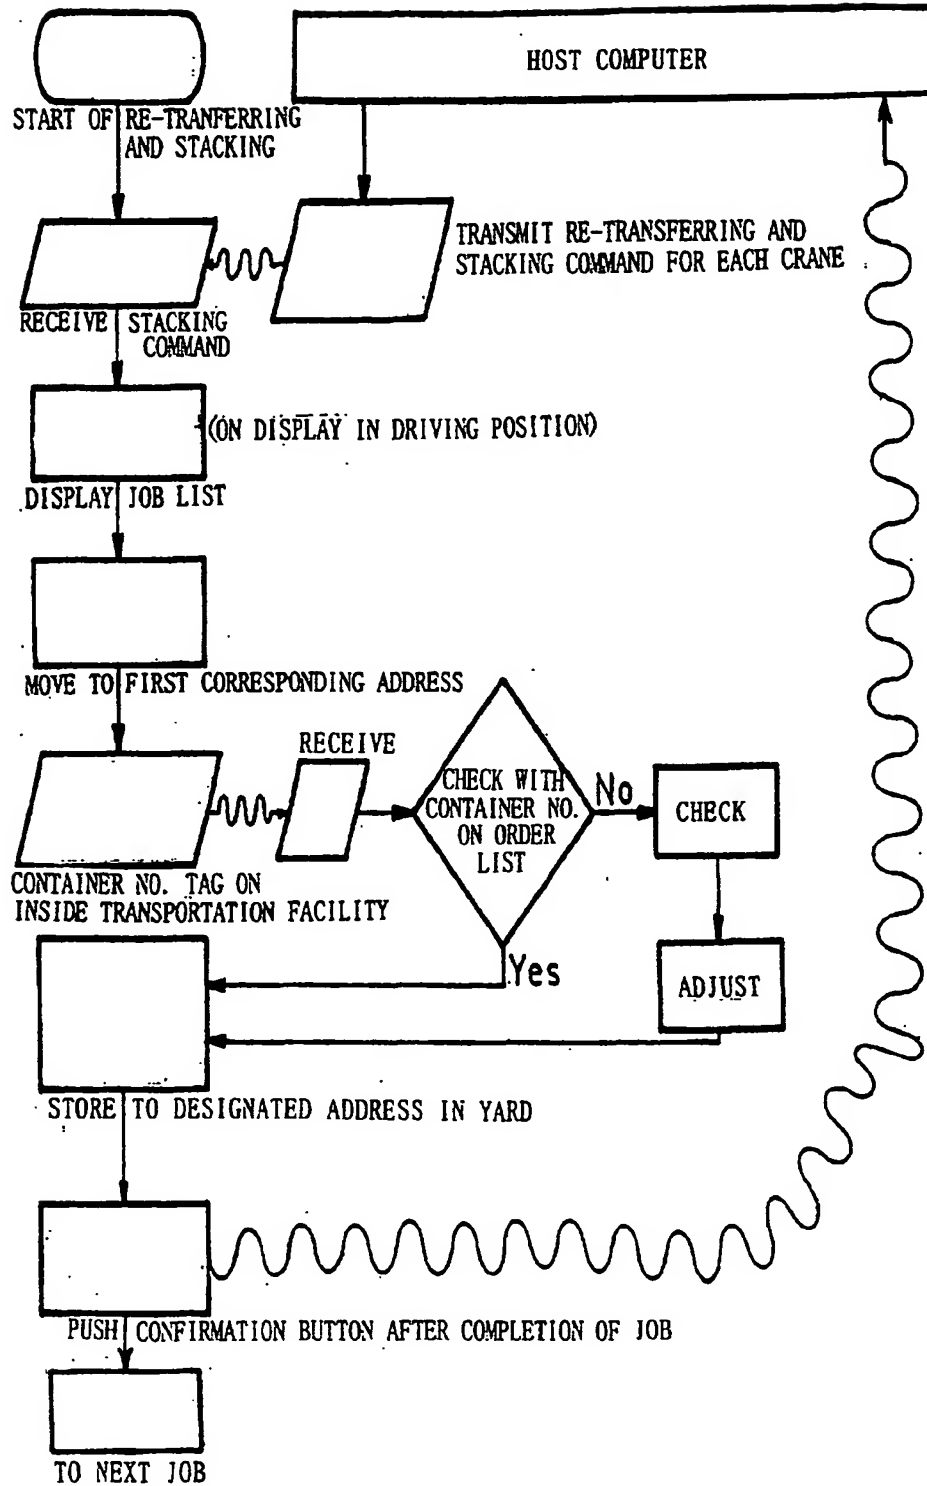 HOST COMPUTER
START OF RE-TRANFERRING
AND STACKING
TRANSMIT RE-TRANSFERRING AND
STACKING COMMAND FOR EACH CRANE
RECEIVE STACKING
COMMAND
(ON DISPLAY IN DRIVING POSITION)
DISPLAY JOB LIST
MOVE TO FIRST CORRESPONDING ADDRESS
RECEIVE
CHECK WITH
CONTAINER NO.
ON ORDER
LIST
No
CHECK
CONTAINER NO. TAG ON
INSIDE TRANSPORTATION FACILITY
Yes
ADJUST
STORE TO DESIGNATED ADDRESS IN YARD
PUSH CONFIRMATION BUTTON AFTER COMPLETION OF JOB
TO NEXT JOB